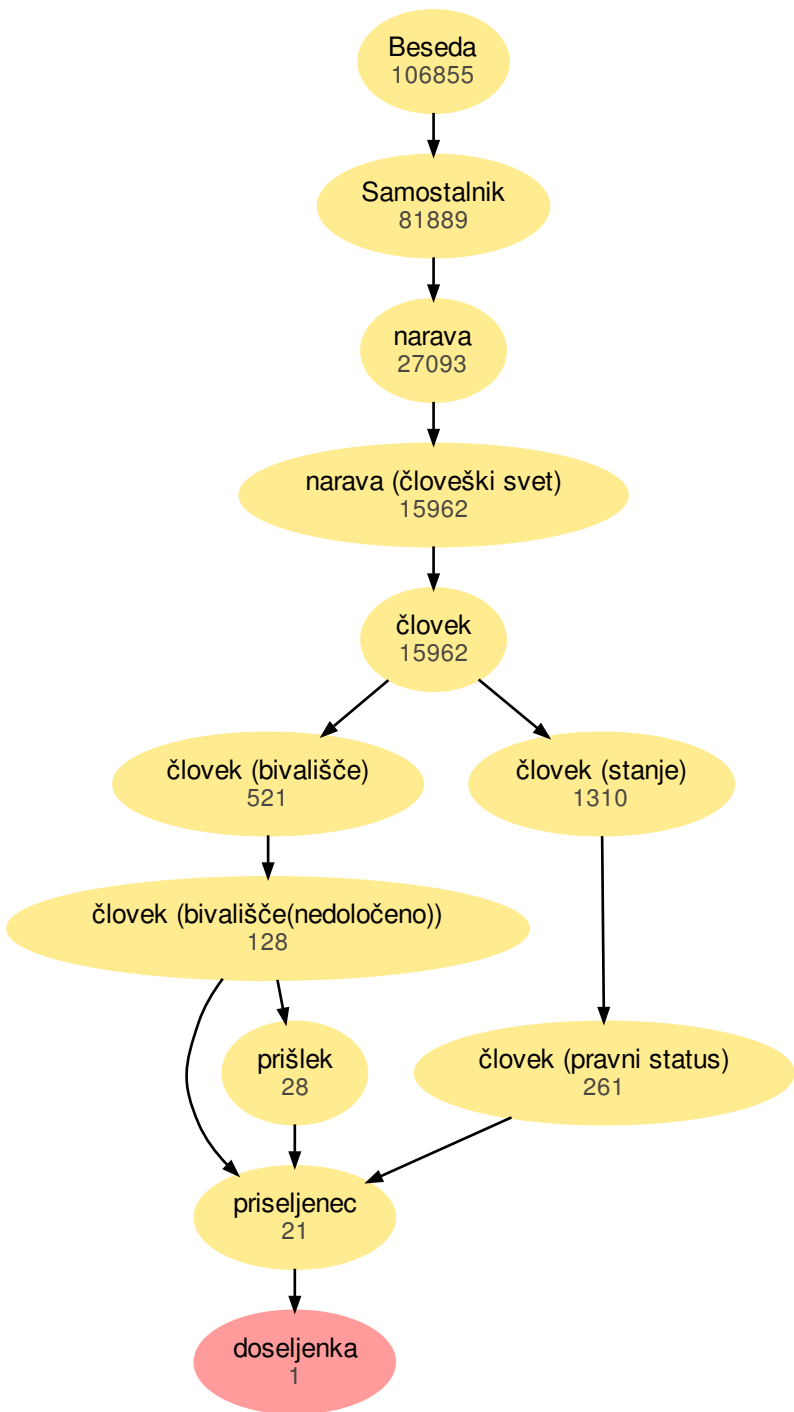 Beseda
106855
Samostalnik
81889
narava
27093
narava (človeški svet)
15962
človek
15962
človek (bivališče)
521
človek (stanje)
1310
človek (bivališče(nedoločeno))
128
prišlek
28
človek (pravni status)
261
priseljenec
21
doseljenka
1